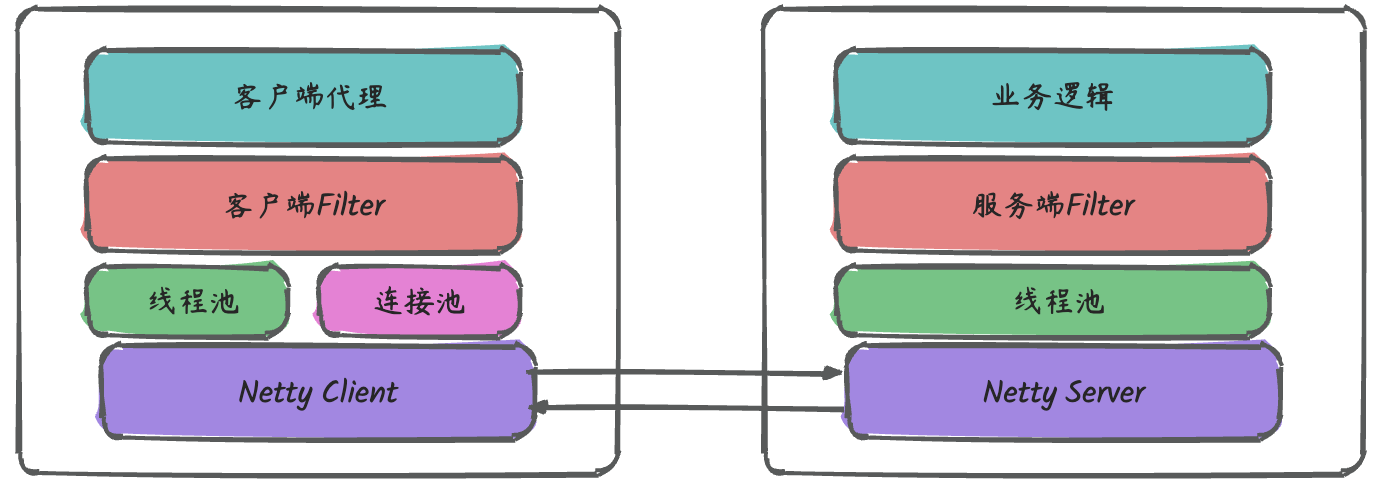 客户端代理
客户端Filter
线程池
连接池
Netty Client
业务逻辑
服务端Filter
线程池
Netty Server